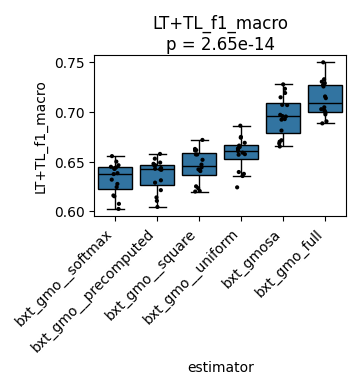 LT+TL_f1_macro
p = 2.65e-14
LT+TL_f1_macro
0.75
0.70
0.65
0.60
bxt_gmo__softmax
bxt_gmo__precomputed
bxt_gmo__square
bxt_gmo__uniform
bxt_gmosa
bxt_gmo_full
estimator